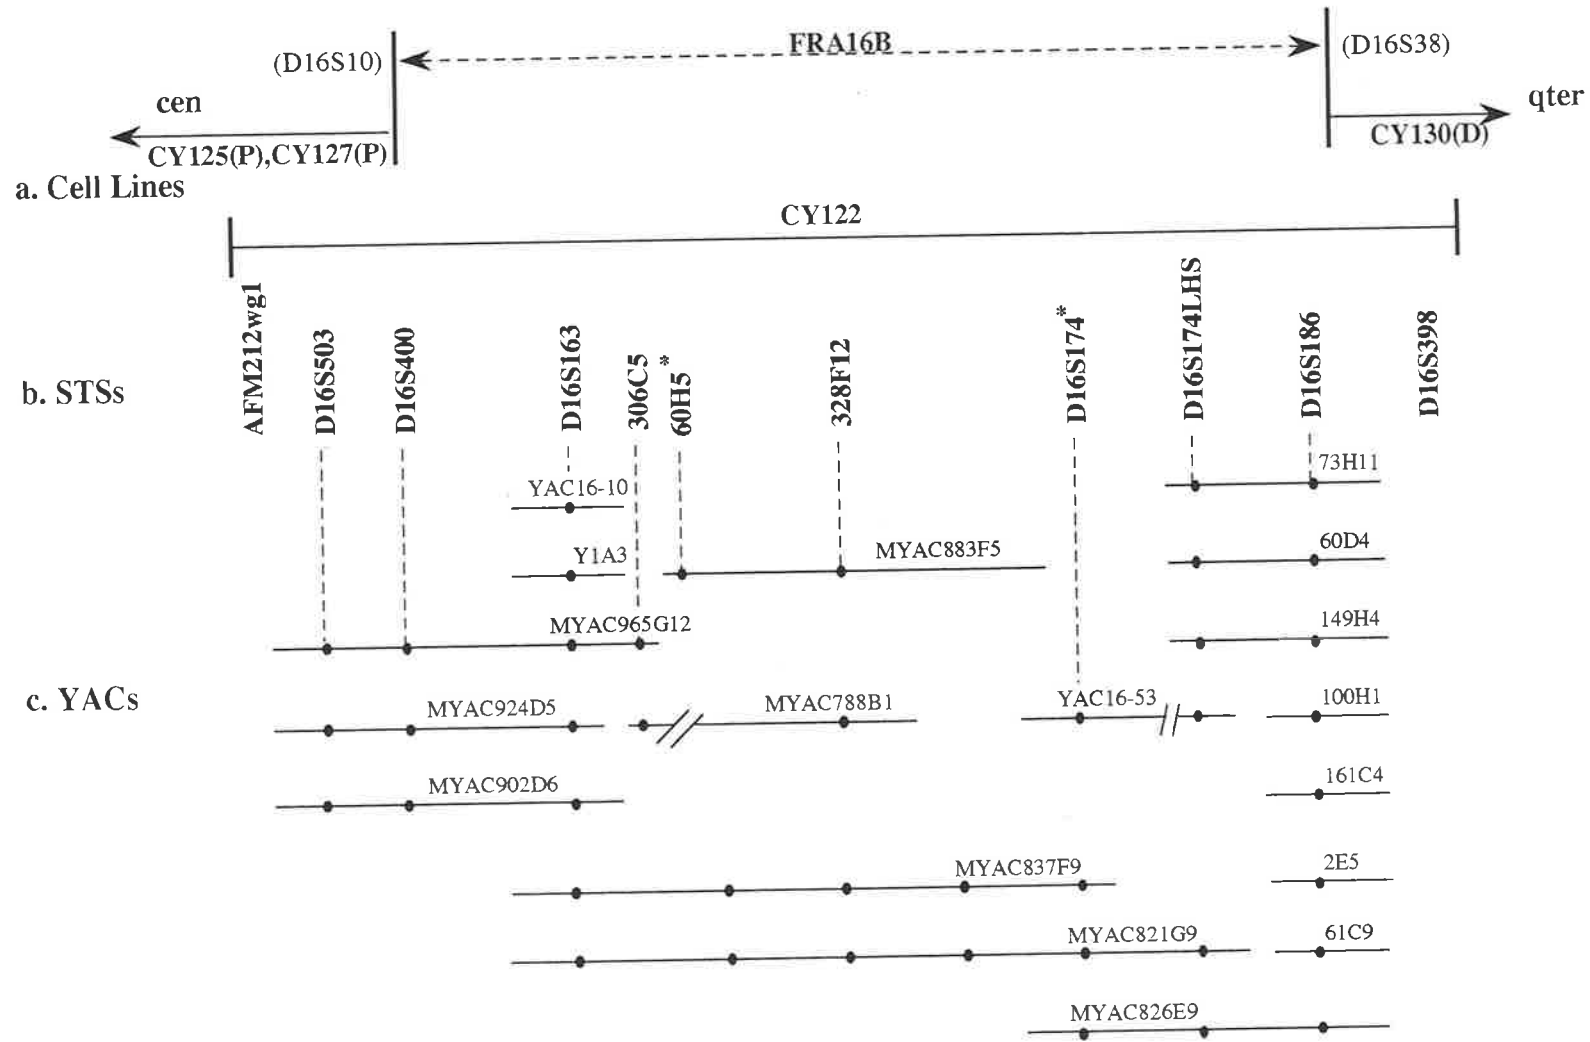 FRA16B
(D16S10)
(D16S38)
cen
qter
CY125(P),CY127(P)
CY130(D)
a. Cell Lines
CY122
b. STSs
AFM212wg1
D16S503
D16S400
D16S163
306C5
60H5*
328F12
D16S174*
D16S174LHS
D16S186
D16S398
73H11
YAC16-10
Y1A3
MYAC883F5
60D4
MYAC965G12
149H4
c. YACs
MYAC924D5
MYAC788B1
YAC16-53
100H1
MYAC902D6
161C4
MYAC837F9
2E5
MYAC821G9
61C9
MYAC826E9